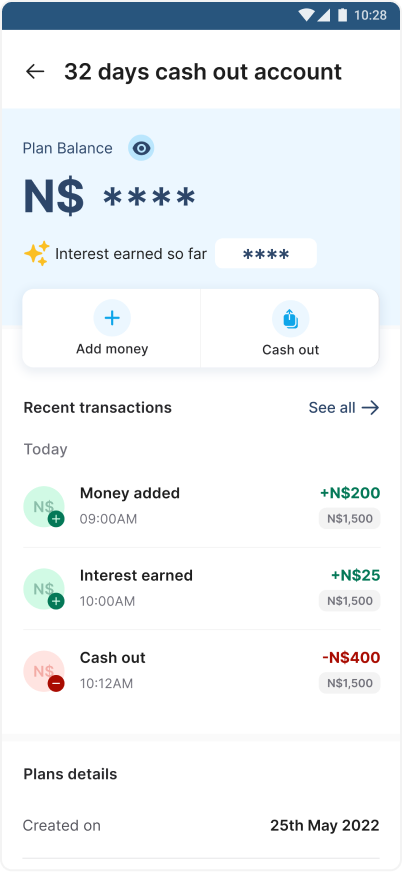 10:28
32 days cash out account
Plan Balance
N$ ****
Interest earned so far ****
Add money Cash out
Recent transactions See all
Today
N$ Money added +N$200
09:00AM N$1,500
N$ Interest earned +N$25
10:00AM N$1,500
N$ Cash out -N$400
10:12AM N$1,500
Plans details
Created on 25th May 2022